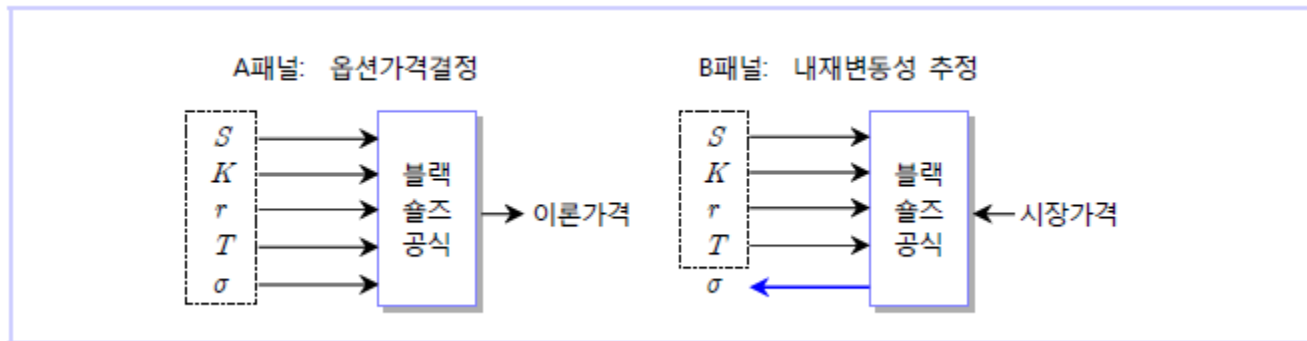 A패널: 옵션가격결정
S
K
r
T
σ
블랙
숄즈
공식
이론가격
B패널: 내재변동성 추정
S
K
r
T
σ
블랙
숄즈
공식
시장가격